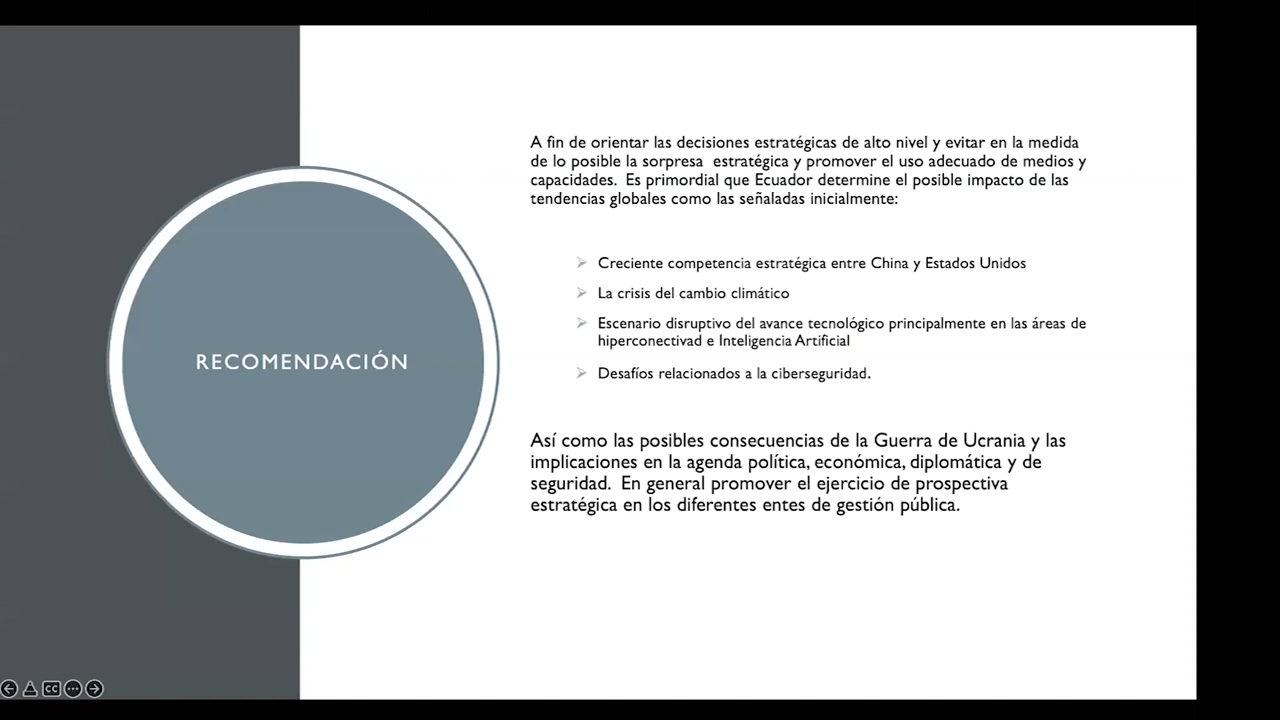 RECOMENDACIÓN
A fin de orientar las decisiones estratégicas de alto nivel y evitar en la medida
de lo posible la sorpresa  estratégica y promover el uso adecuado de medios y
capacidades.  Es primordial que Ecuador determine el posible impacto de las
tendencias globales como las señaladas inicialmente:
Creciente competencia estratégica entre China y Estados Unidos
La crisis del cambio climático
Escenario disruptivo del avance tecnológico principalmente en las áreas de
hiperconectivad e Inteligencia Artificial
Desafíos relacionados a la ciberseguridad.
Así como las posibles consecuencias de la Guerra de Ucrania y las
implicaciones en la agenda política, económica, diplomática y de
seguridad.  En general promover el ejercicio de prospectiva
estratégica en los diferentes entes de gestión pública.
CC